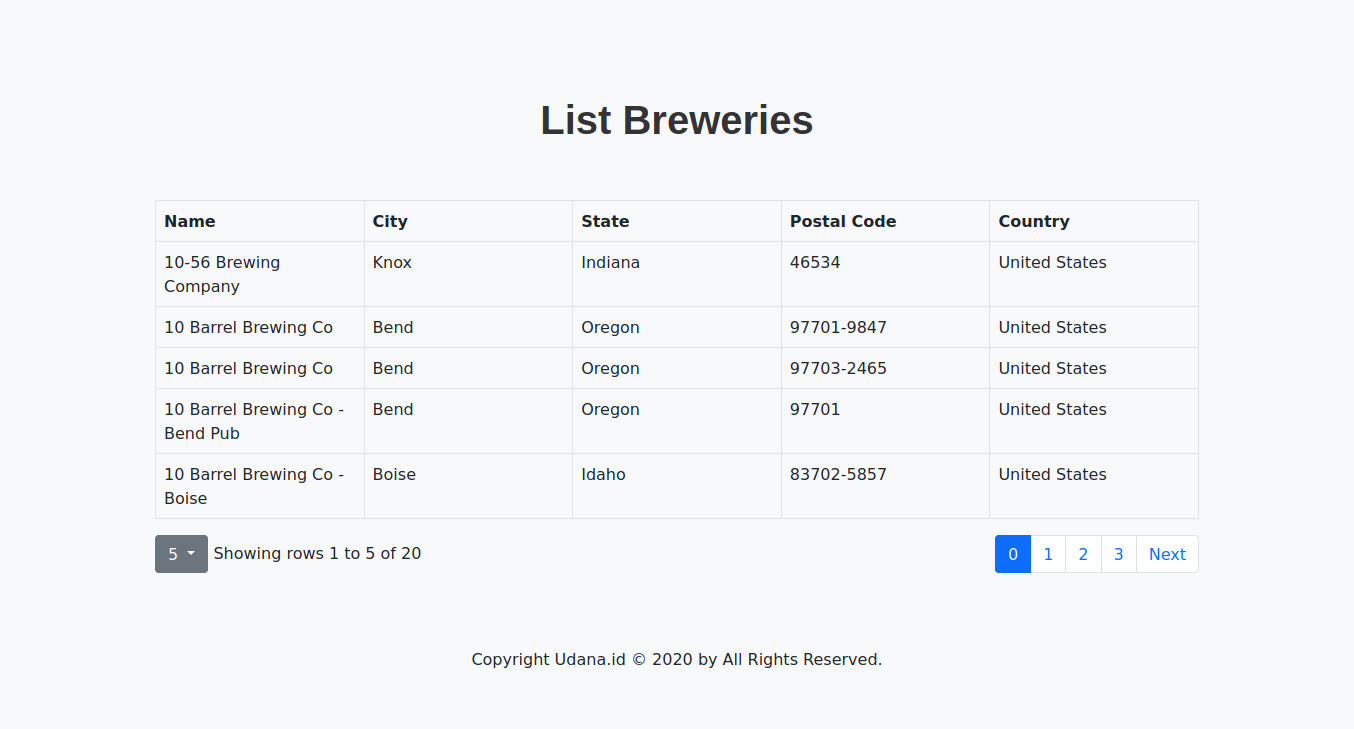 List Breweries
Name City State Postal Code Country
10-56 Brewing Knox Indiana 46534 United States
Company
10 Barrel Brewing Co Bend Oregon 97701-9847 United States
10 Barrel Brewing Co Bend Oregon 97703-2465 United States
10 Barrel Brewing Co - Bend Oregon 97701 United States
Bend Pub
10 Barrel Brewing Co - Boise Idaho 83702-5857 United States
Boise
5 Showing rows 1 to 5 of 20 0 1 2 3 Next
Copyright Udana.id © 2020 by All Rights Reserved.